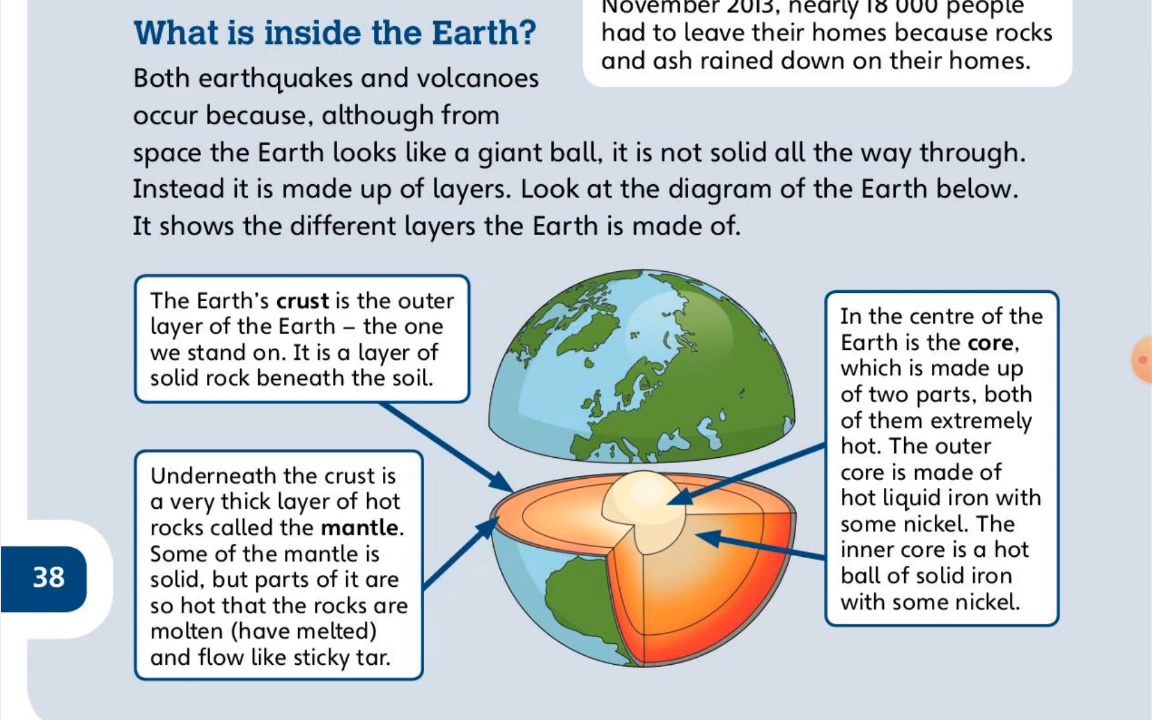 November 2013, nearly 18 000 people
had to leave their homes because rocks
and ash rained down on their homes.
What is inside the Earth?
Both earthquakes and volcanoes
occur because, although from
space the Earth looks like a giant ball, it is not solid all the way through.
Instead it is made up of layers. Look at the diagram of the Earth below.
It shows the different layers the Earth is made of.
The Earth's crust is the outer
layer of the Earth – the one
we stand on. It is a layer of
solid rock beneath the soil.
Underneath the crust is
a very thick layer of hot
rocks called the mantle.
Some of the mantle is
solid, but parts of it are
so hot that the rocks are
molten (have melted)
and flow like sticky tar.
In the centre of the
Earth is the core,
which is made up
of two parts, both
of them extremely
hot. The outer
core is made of
hot liquid iron with
some nickel. The
inner core is a hot
ball of solid iron
with some nickel.
38